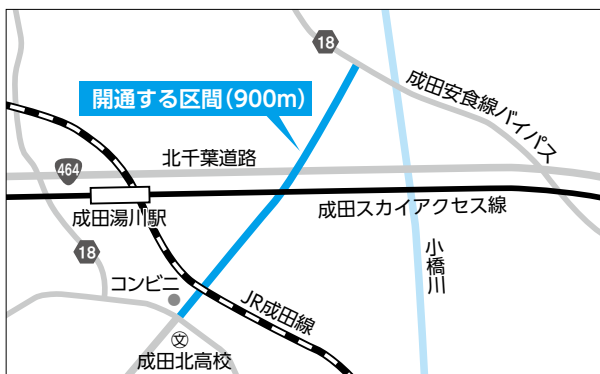 18
開通する区間(900m)
成田安食線バイパス
北千葉道路
464
成田湯川駅
成田スカイアクセス線
18
小橋川
コンビニ
JR成田線
文
成田北高校